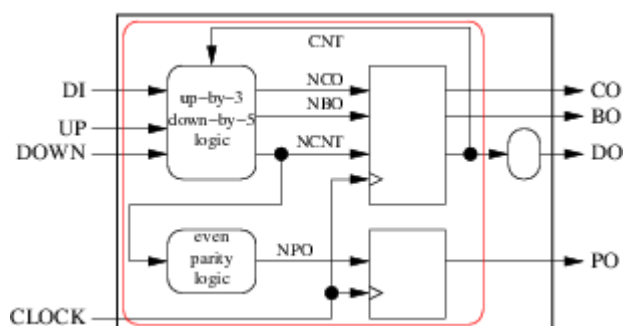 CNT
DI
NCO
CO
up-by-3
NBO
BO
UP
down-by-5
DOWN
logic
NCNT
DO
even
parity
logic
NPO
PO
CLOCK